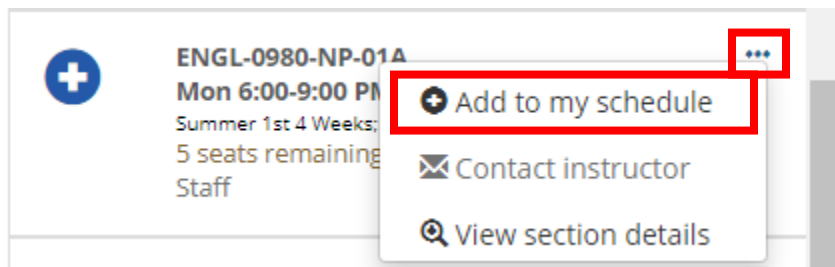 ENGL-0980-NP-01A
Mon 6:00-9:00 PM
Summer 1st 4 Weeks;
5 seats remaining
Staff
Add to my schedule
Contact instructor
View section details